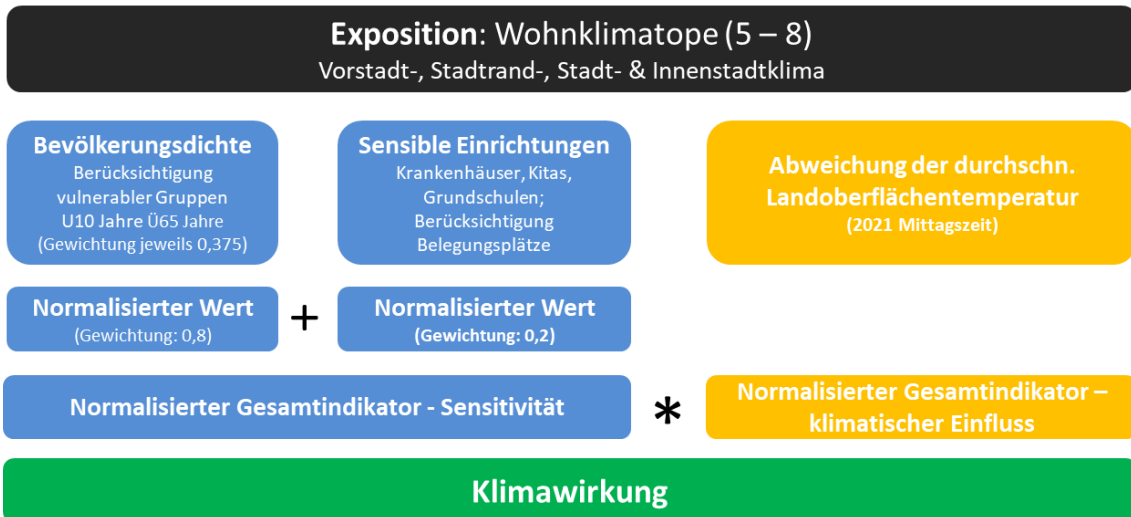 Exposition: Wohnklimatope (5 – 8)
Vorstadt-, Stadtrand-, Stadt- & Innenstadtklima
Bevölkerungsdichte
Berücksichtigung
vulnerabler Gruppen
U10 Jahre Ü65 Jahre
(Gewichtung jeweils 0,375)
Sensible Einrichtungen
Krankenhäuser, Kitas,
Grundschulen;
Berücksichtigung
Belegungsplätze
Abweichung der durchschn.
Landoberflächentemperatur
(2021 Mittagszeit)
Normalisierter Wert
(Gewichtung: 0,8)
+
Normalisierter Wert
(Gewichtung: 0,2)
Normalisierter Gesamtindikator - Sensitivität
*
Normalisierter Gesamtindikator –
klimatischer Einfluss
Klimawirkung